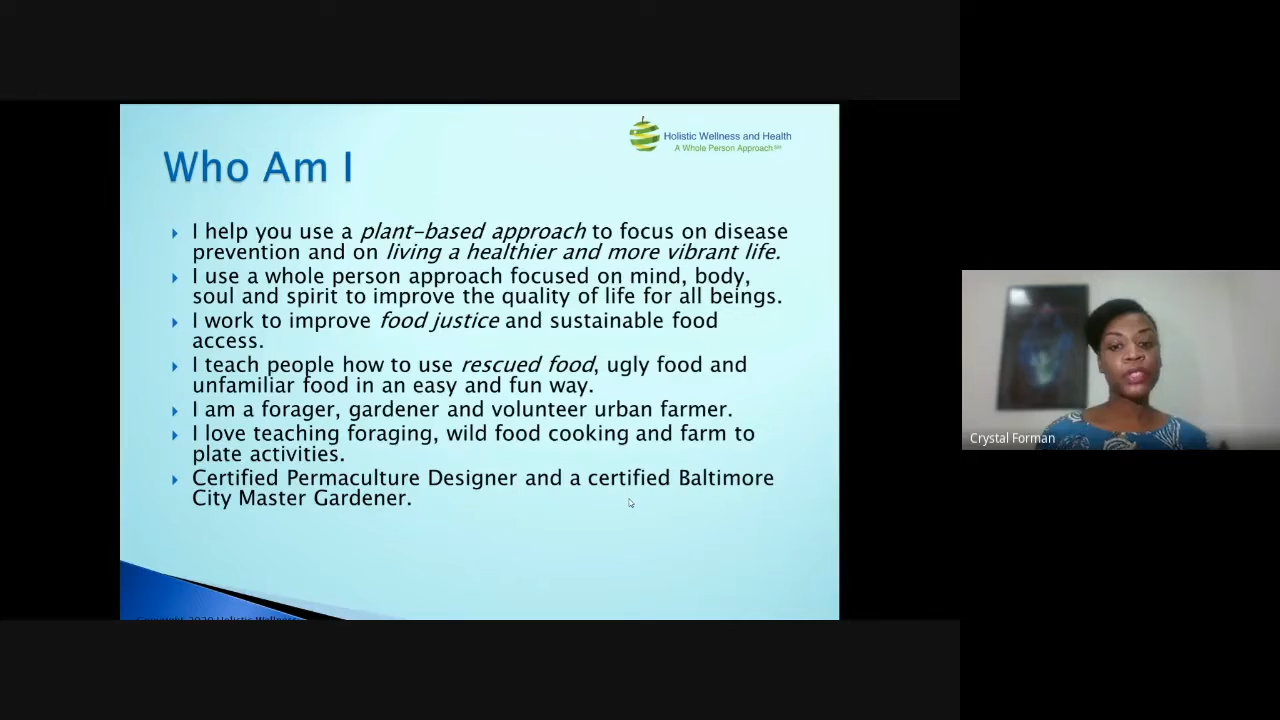 Holistic Wellness and Health
A Whole Person Approach
Who Am I
I help you use a plant-based approach to focus on disease
prevention and on living a healthier and more vibrant life.
I use a whole person approach focused on mind, body,
soul and spirit to improve the quality of life for all beings.
I work to improve food justice and sustainable food
access.
I teach people how to use rescued food, ugly food and
unfamiliar food in an easy and fun way.
I am a forager, gardener and volunteer urban farmer.
I love teaching foraging, wild food cooking and farm to
plate activities.
Certified Permaculture Designer and a certified Baltimore
City Master Gardener.
Crystal Forman